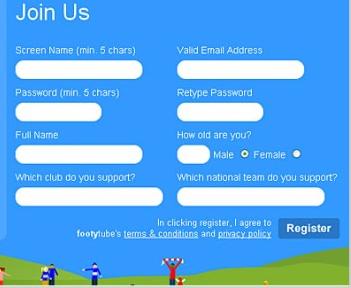 Join Us
Screen Name (min. 5 chars) Valid Email Address
Password (min. 5 chars) Retype Password
Full Name How old are you?
Male Female
Which club do you support? Which national team do you support?
In clicking register, I agree to
footytube's terms & conditions and privacy policy
Register